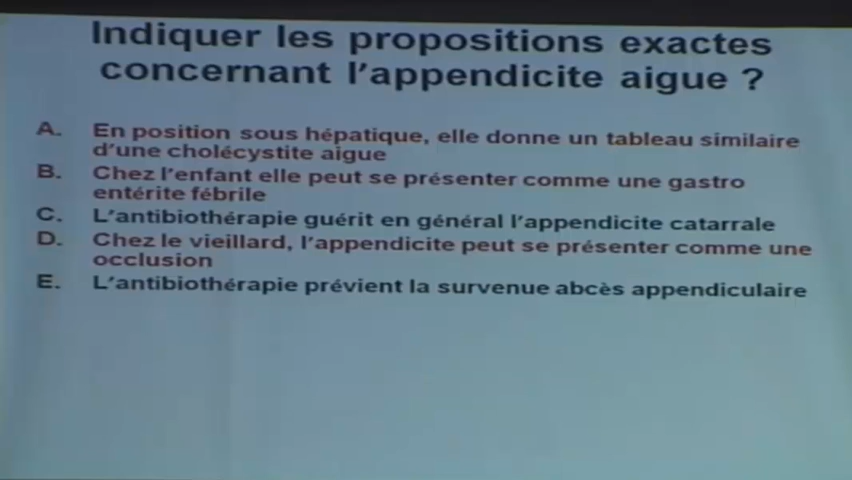 Indiquer les propositions exactes
concernant l'appendicite aigue ?
A. En position sous hépatique, elle donne un tableau similaire
d'une cholécystite aigue
B. Chez l'enfant elle peut se présenter comme une gastro
entérite fébrile
C. L'antibiothérapie guérit en général l'appendicite catarrale
D. Chez le vieillard, l'appendicite peut se présenter comme une
occlusion
E. L'antibiothérapie prévient la survenue abcès appendiculaire